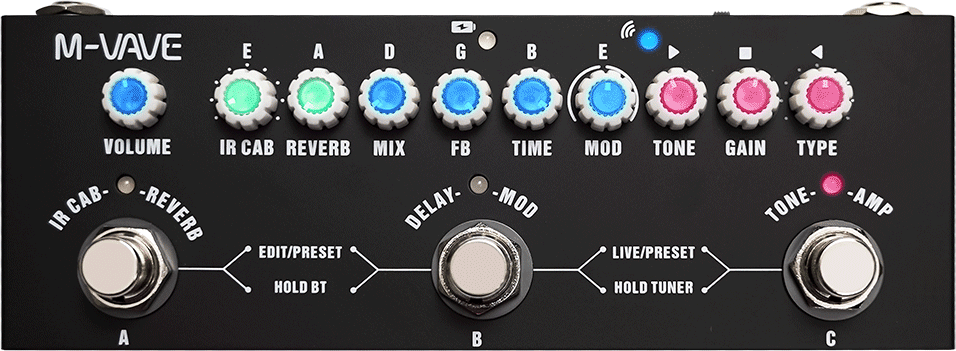 M-VAVE
E A D G B E
VOLUME IR CAB REVERB MIX FB TIME MOD TONE GAIN TYPE
IR CAB- -REVERB DELAY- -MOD TONE- -AMP
EDIT/PRESET LIVE/PRESET
HOLD BT HOLD TUNER
A B C